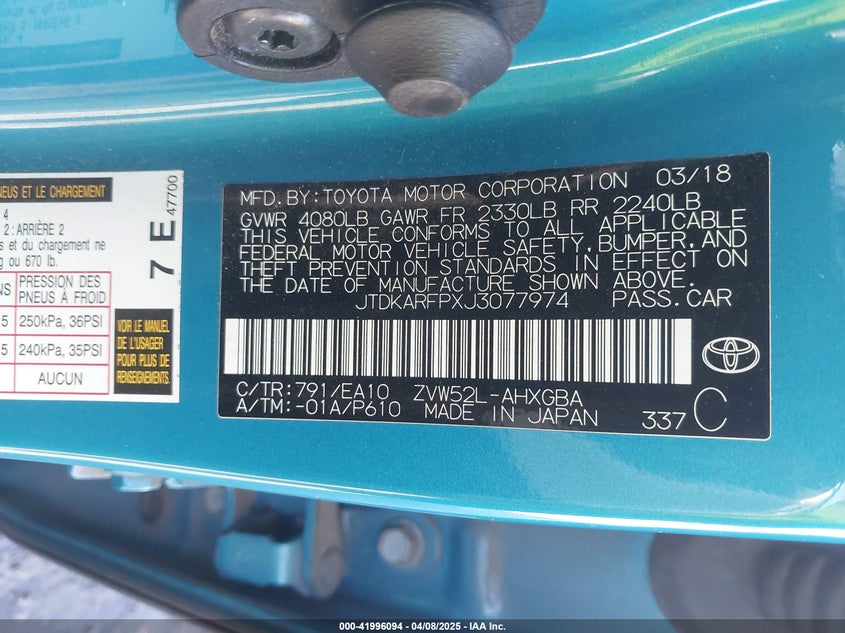 NEUS ET LE CHARGEMENT
4
2 : ARRIÈRE 2
s et du chargement ne
g ou 670 lb.
NS PRESSION DES PNEUS À FROID
5 250kPa, 36PSI
5 240kPa, 35PSI
AUCUN
7 E
47700
VOIR LE MANUEL
DE L'USAGER
POUR PLUS DE
RENSEIGNEMENTS
MFD.BY:TOYOTA MOTOR CORPORATION 03/18
GVWR 4080LB GAWR FR 2330LB RR 2240LB
THIS VEHICLE CONFORMS TO ALL APPLICABLE
FEDERAL MOTOR VEHICLE SAFETY,BUMPER,AND
THEFT PREVENTION STANDARDS IN EFFECT ON
THE DATE OF MANUFACTURE SHOWN ABOVE.
JTDKARFPXJ3077974 PASS.CAR
C/TR:791/EA10 ZVW52L-AHXGBA
A/TM:-01A/P610 MADE IN JAPAN 337 C
000-41996094 - 04/08/2025 - IAA Inc.